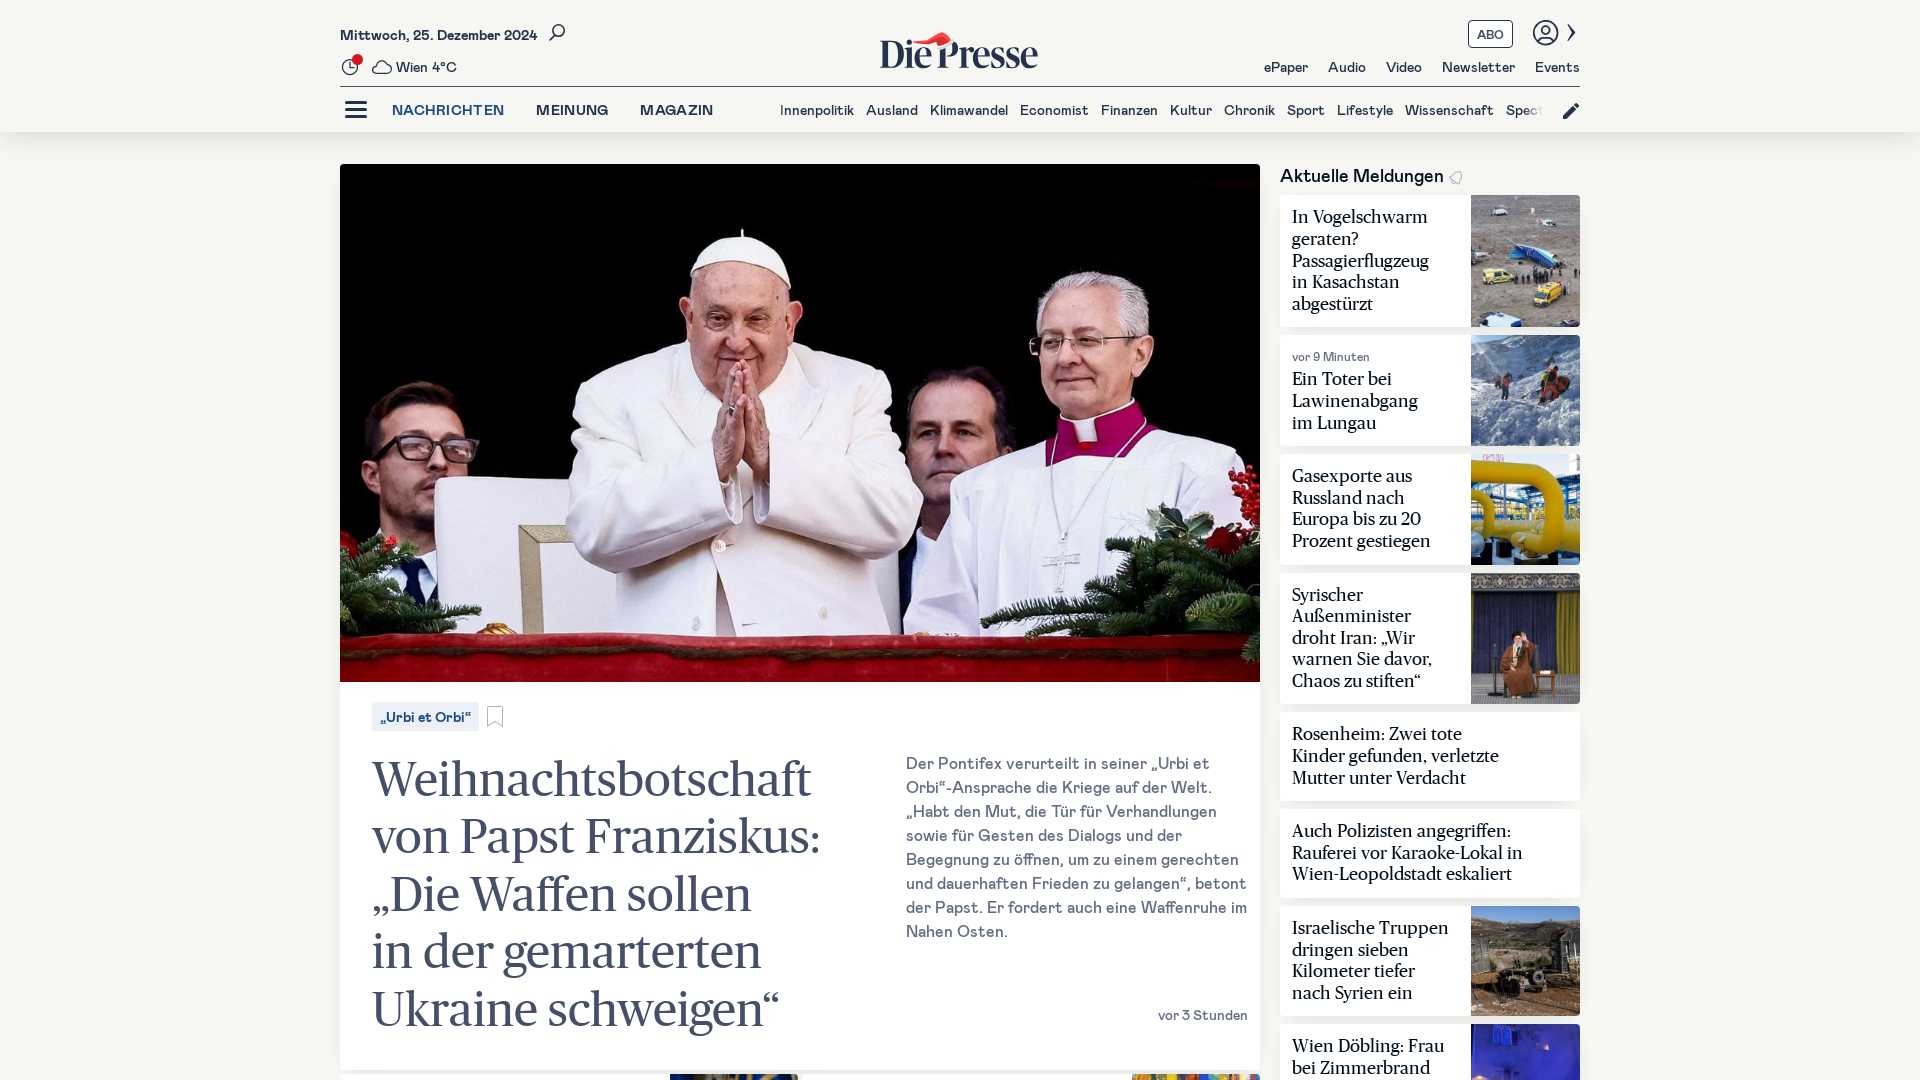 Mittwoch, 25. Dezember 2024
Wien 4°C
Die Presse
ABO
ePaper
Audio
Video
Newsletter
Events
NACHRICHTEN
MEINUNG
MAGAZIN
Innenpolitik
Ausland
Klimawandel
Economist
Finanzen
Kultur
Chronik
Sport
Lifestyle
Wissenschaft
Spect
„Urbi et Orbi“
Weihnachtsbotschaft
von Papst Franziskus:
„Die Waffen sollen
in der gemarterten
Ukraine schweigen“
Der Pontifex verurteilt in seiner „Urbi et
Orbi“-Ansprache die Kriege auf der Welt.
„Habt den Mut, die Tür für Verhandlungen
sowie für Gesten des Dialogs und der
Begegnung zu öffnen, um zu einem gerechten
und dauerhaften Frieden zu gelangen“, betont
der Papst. Er fordert auch eine Waffenruhe im
Nahen Osten.
vor 3 Stunden
Aktuelle Meldungen
In Vogelschwarm
geraten?
Passagierflugzeug
in Kasachstan
abgestürzt
vor 9 Minuten
Ein Toter bei
Lawinenabgang
im Lungau
Gasexporte aus
Russland nach
Europa bis zu 20
Prozent gestiegen
Syrischer
Außenminister
droht Iran: „Wir
warnen Sie davor,
Chaos zu stiften“
Rosenheim: Zwei tote
Kinder gefunden, verletzte
Mutter unter Verdacht
Auch Polizisten angegriffen:
Rauferei vor Karaoke-Lokal in
Wien-Leopoldstadt eskaliert
Israelische Truppen
dringen sieben
Kilometer tiefer
nach Syrien ein
Wien Döbling: Frau
bei Zimmerbrand